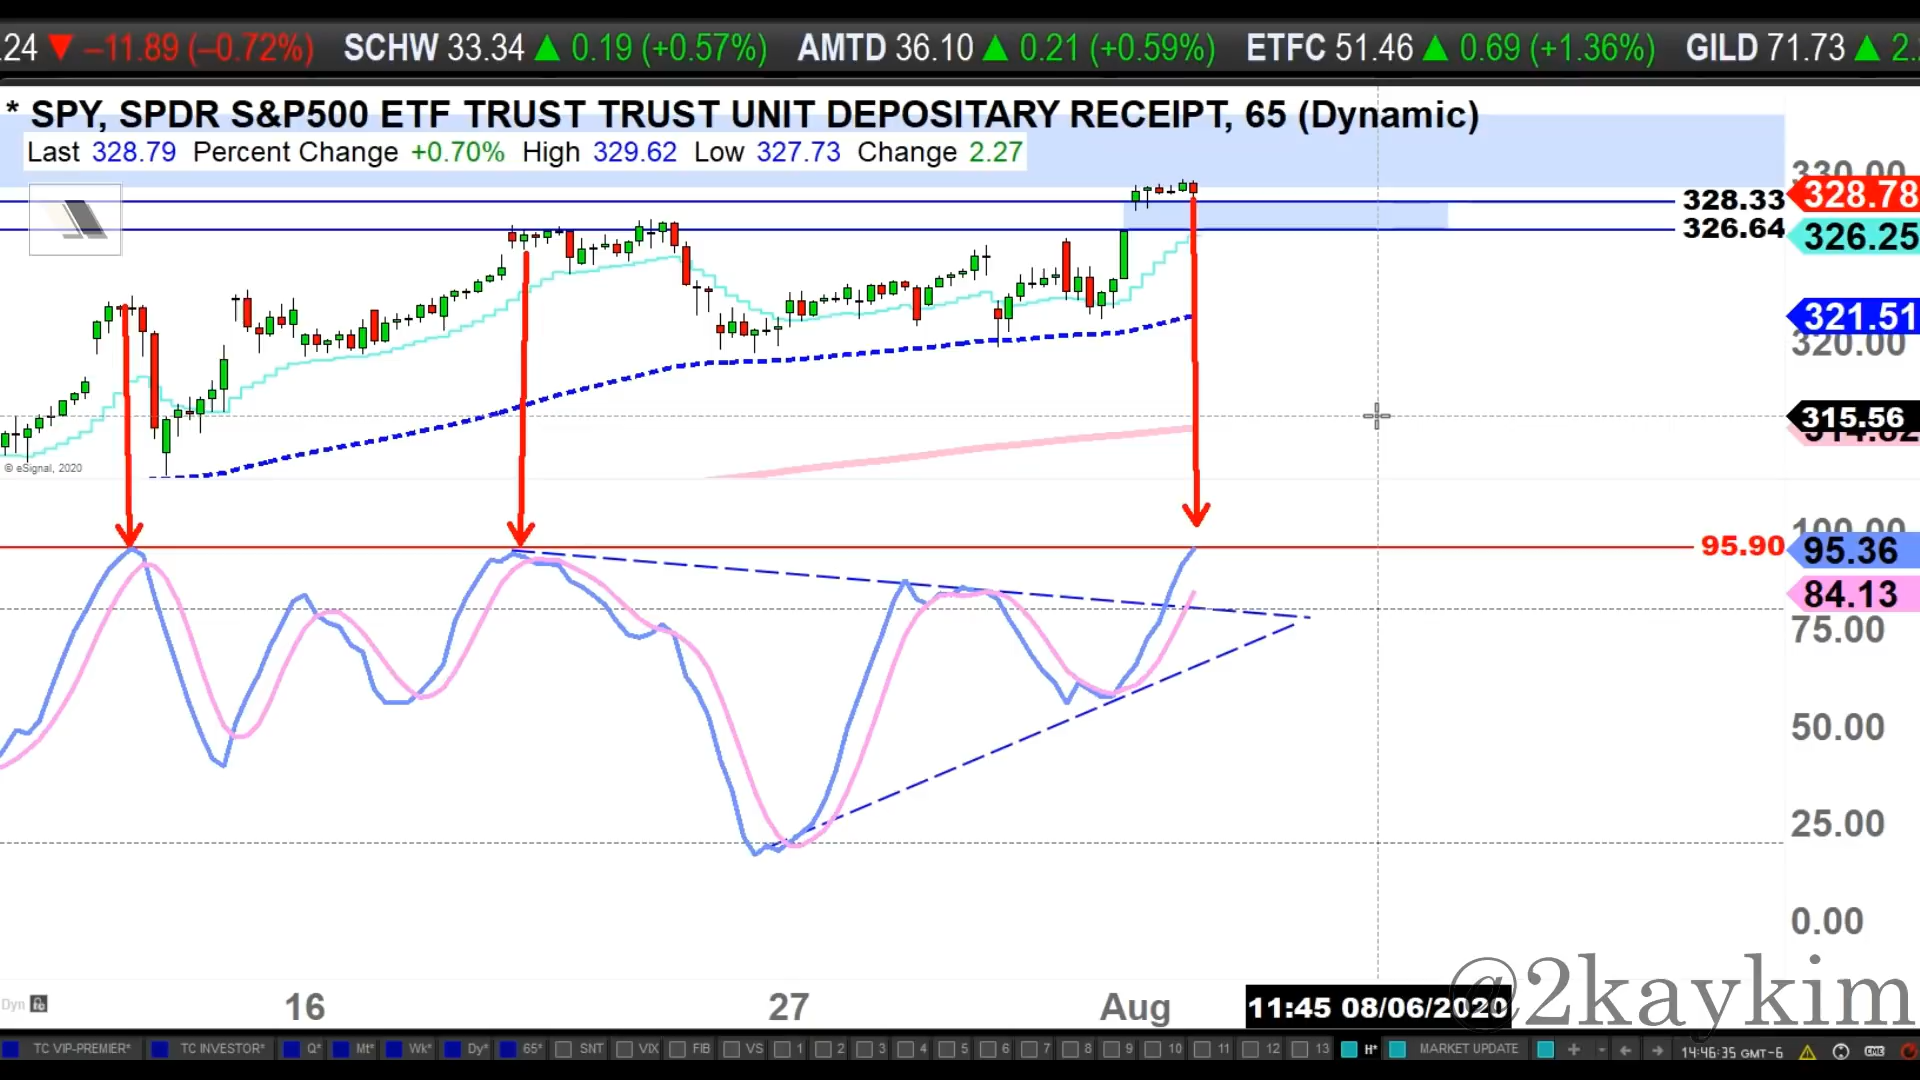 .24 ▼ –11.89 (–0.72%) SCHW 33.34 ▲ 0.19 (+0.57%) AMTD 36.10 ▲ 0.21 (+0.59%) ETFC 51.46 ▲ 0.69 (+1.36%) GILD 71.73 ▲ 2.
* SPY, SPDR S&P500 ETF TRUST TRUST UNIT DEPOSITARY RECEIPT, 65 (Dynamic)
Last 328.79 Percent Change +0.70% High 329.62 Low 327.73 Change 2.27
330.00
328.33 328.78
326.64 326.25
321.51
320.00
315.56
© eSignal, 2020
100.00
95.90 95.36
84.13
75.00
50.00
25.00
0.00
Dyn
16 27 Aug 11:45 08/06/2020
@2kaykim
TC VIP-PREMIER* TC INVESTOR* Q* Mt* Wk* Dy* 65* SNT VIX FIB VS 1 2 3 4 5 6 7 8 9 10 11 12 13 H* MARKET UPDATE + 14:46:35 GMT-6 CME